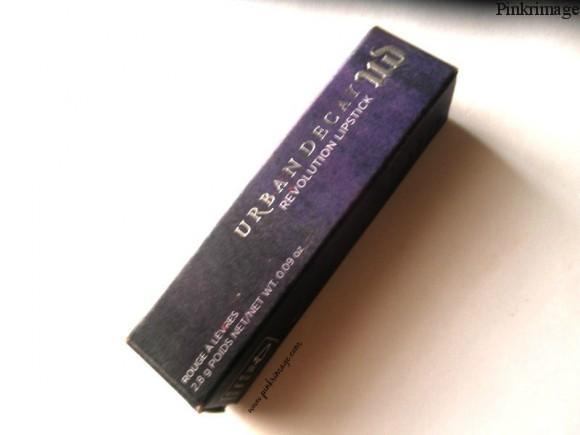 Pinkrimage
UD
URBAN DECAY
REVOLUTION LIPSTICK
ROUGE À LÈVRES
2.8 g POIDS NET/NET WT. 0.09 oz
www.pinkrimage.com